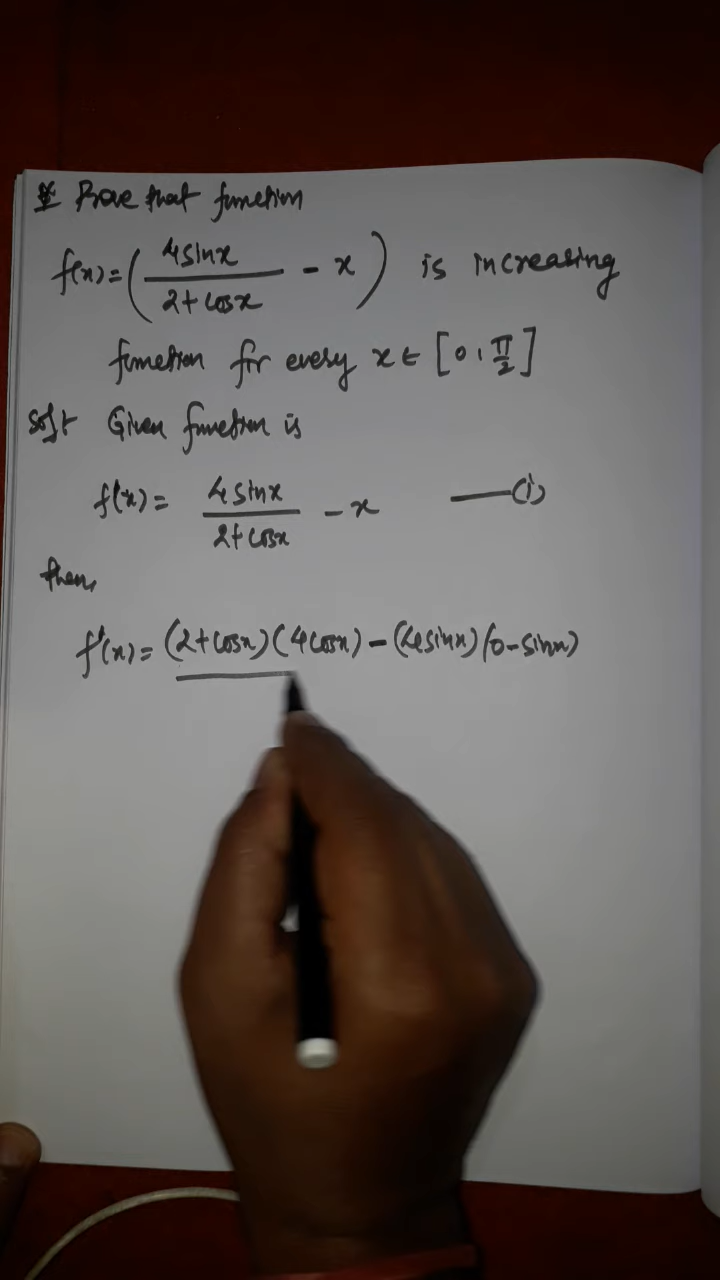 * Prove that function
f(x) = ( 4sinx / 2+cosx - x ) is increasing
function for every x ∈ [0, π/2]
Soln Given function is
f(x) = 4sinx / 2+cosx - x —(i)
then,
f'(x) = (2+cosx)(4cosx) - (4sinx)(0-sinx)